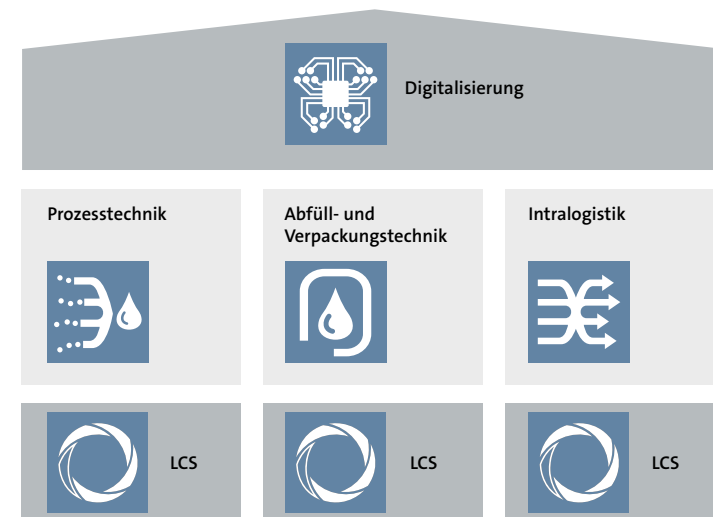 Digitalisierung
Prozesstechnik
Abfüll- und
Verpackungstechnik
Intralogistik
LCS
LCS
LCS